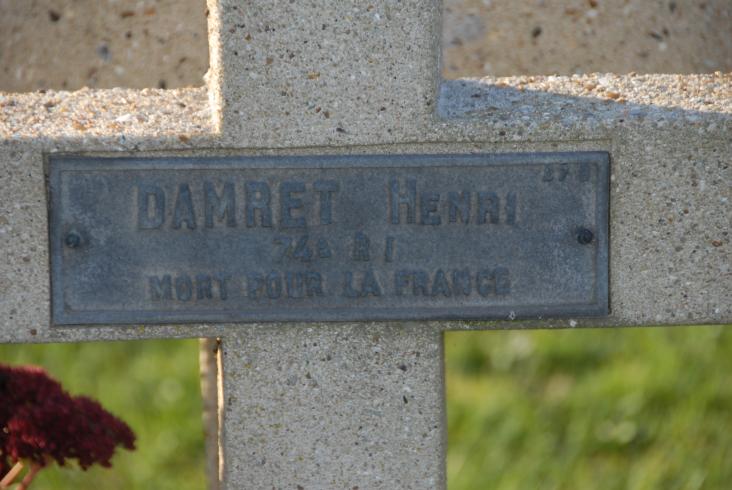 DAMRET HENRI
74E R I
MORT POUR LA FRANCE